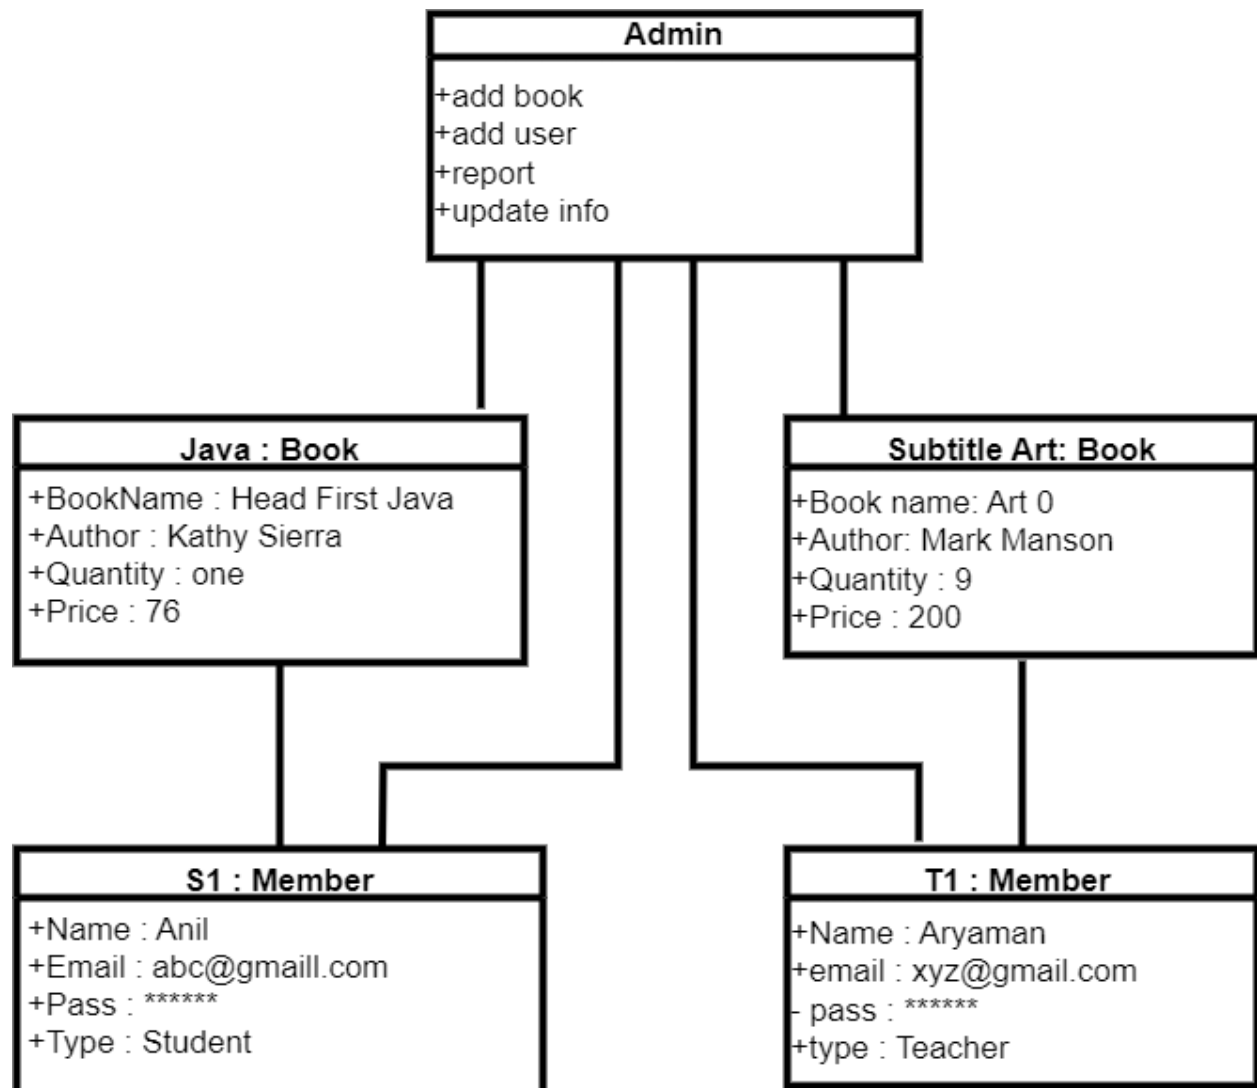 Admin
+add book
+add user
+report
+update info
Java : Book
+BookName : Head First Java
+Author : Kathy Sierra
+Quantity : one
+Price : 76
Subtitle Art: Book
+Book name: Art 0
+Author: Mark Manson
+Quantity : 9
+Price : 200
S1 : Member
+Name : Anil
+Email : abc@gmaill.com
+Pass : ******
+Type : Student
T1 : Member
+Name : Aryaman
+email : xyz@gmail.com
- pass : ******
+type : Teacher